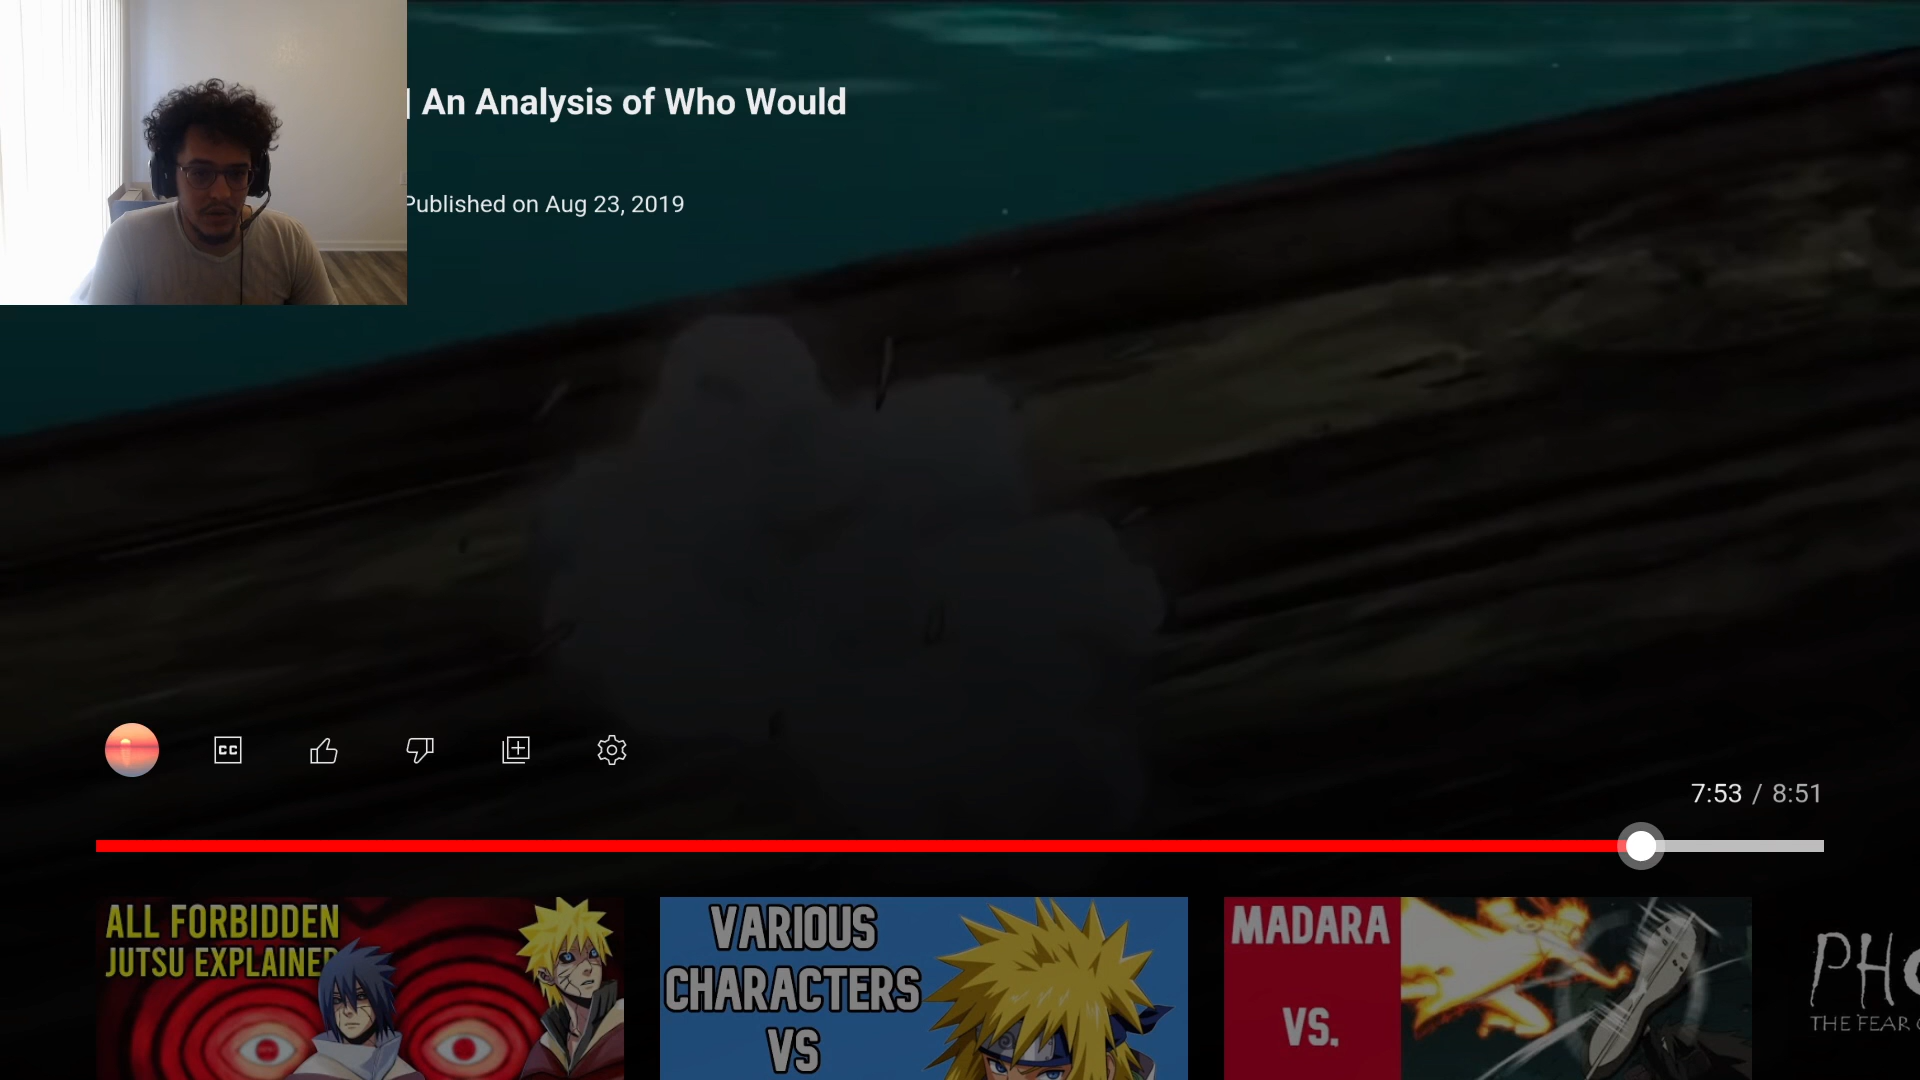 | An Analysis of Who Would
Published on Aug 23, 2019
CC
7:53 / 8:51
ALL FORBIDDEN
JUTSU EXPLAINED
VARIOUS
CHARACTERS
VS
MADARA
VS.
THE FEAR